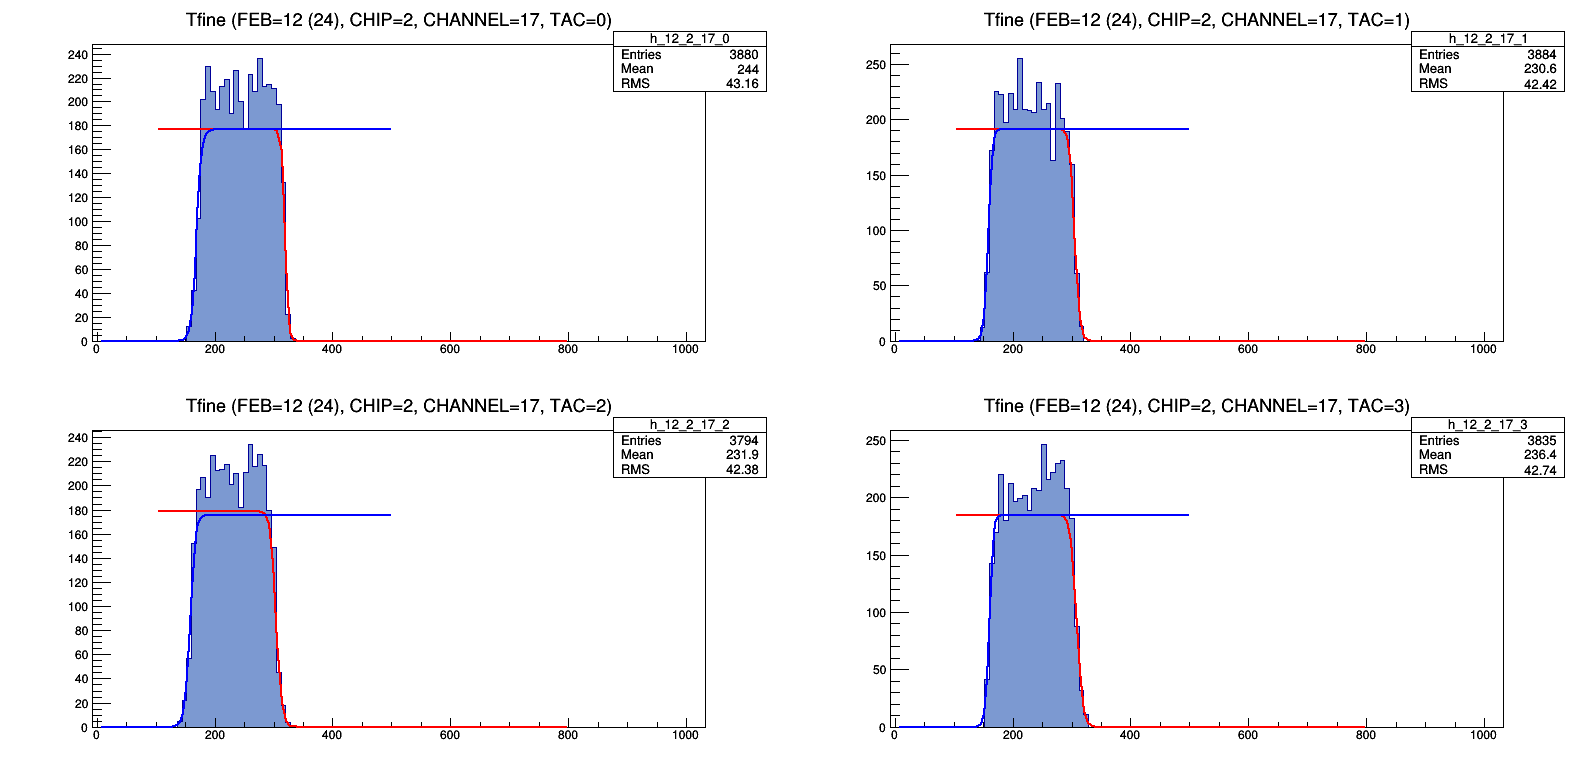 Tfine (FEB=12 (24), CHIP=2, CHANNEL=17, TAC=0)
h_12_2_17_0
Entries 3880
Mean 244
RMS 43.16
240
220
200
180
160
140
120
100
80
60
40
20
0
0 200 400 600 800 1000
Tfine (FEB=12 (24), CHIP=2, CHANNEL=17, TAC=1)
h_12_2_17_1
Entries 3884
Mean 230.6
RMS 42.42
250
200
150
100
50
0
0 200 400 600 800 1000
Tfine (FEB=12 (24), CHIP=2, CHANNEL=17, TAC=2)
h_12_2_17_2
Entries 3794
Mean 231.9
RMS 42.38
240
220
200
180
160
140
120
100
80
60
40
20
0
0 200 400 600 800 1000
Tfine (FEB=12 (24), CHIP=2, CHANNEL=17, TAC=3)
h_12_2_17_3
Entries 3835
Mean 236.4
RMS 42.74
250
200
150
100
50
0
0 200 400 600 800 1000